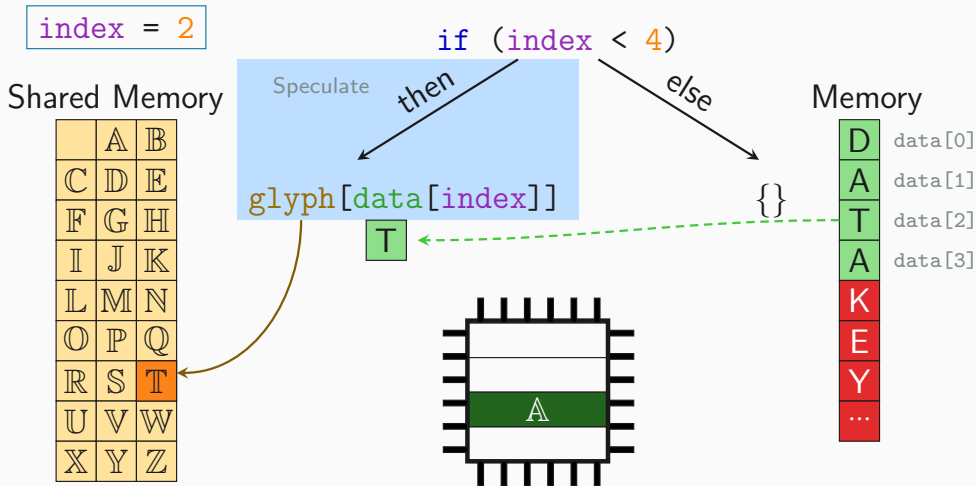 index = 2
if (index < 4)
Speculate
then
else
Shared Memory
Memory
𝔸 𝔹
ℂ 𝔻 𝔼
𝔽 𝔾 ℍ
𝕀 𝕁 𝕂
𝕃 𝕄 ℕ
𝕆 ℙ ℚ
ℝ 𝕊 𝕋
𝕌 𝕍 𝕎
𝕏 𝕐 ℤ
glyph[data[index]]
{}
T
𝔸
D data[0]
A data[1]
T data[2]
A data[3]
K
E
Y
...